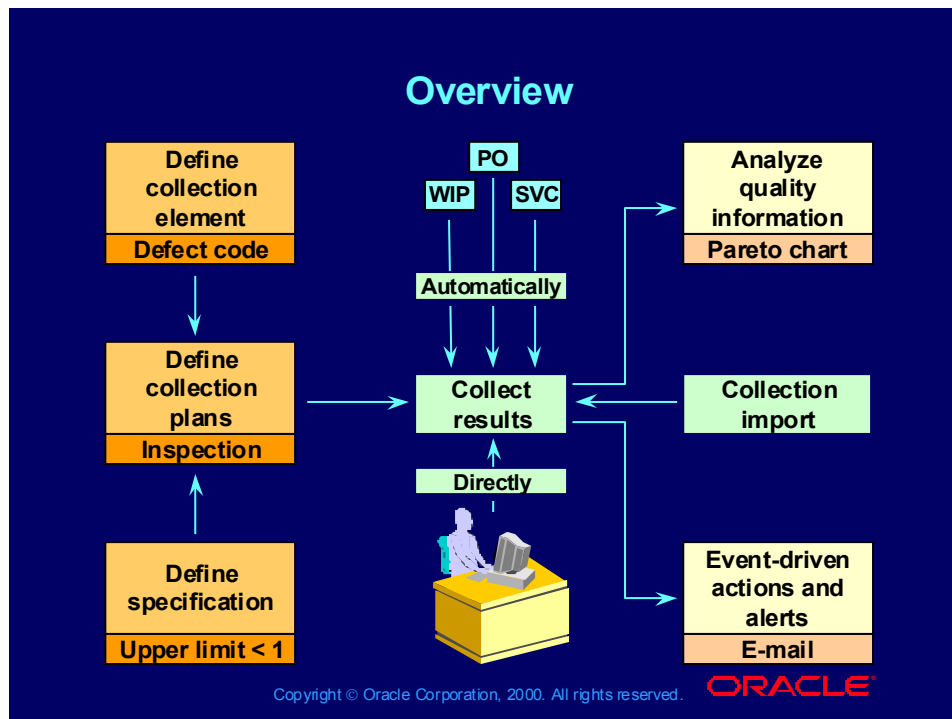 Overview
Define
collection
element
Defect code
PO
WIP
SVC
Automatically
Analyze
quality
information
Pareto chart
Define
collection
plans
Inspection
Collect
results
Collection
import
Directly
Define
specification
Upper limit < 1
Event-driven
actions and
alerts
E-mail
Copyright © Oracle Corporation, 2000. All rights reserved.
ORACLE®